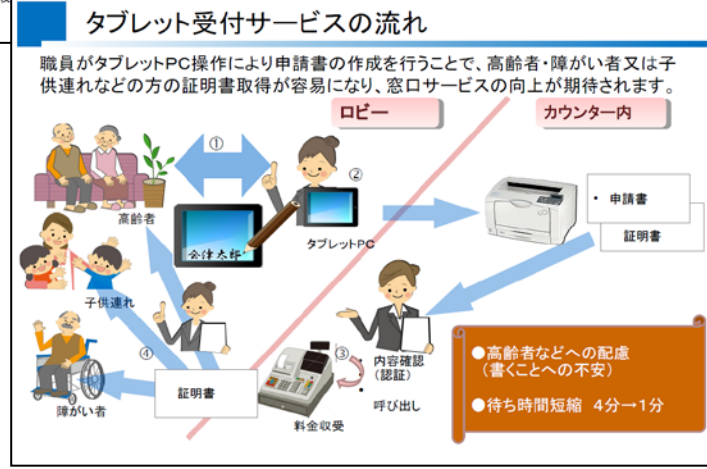 タブレット受付サービスの流れ
職員がタブレットPC操作により申請書の作成を行うことで、高齢者・障がい者又は子
供連れなどの方の証明書取得が容易になり、窓口サービスの向上が期待されます。
ロビー
カウンター内
①
②
高齢者
会津太郎
タブレットPC
・ 申請書
証明書
子供連れ
④
障がい者
証明書
③
料金収受
・ 内容確認
(認証)
・ 呼び出し
●高齢者などへの配慮
(書くことへの不安)
●待ち時間短縮 4分→1分